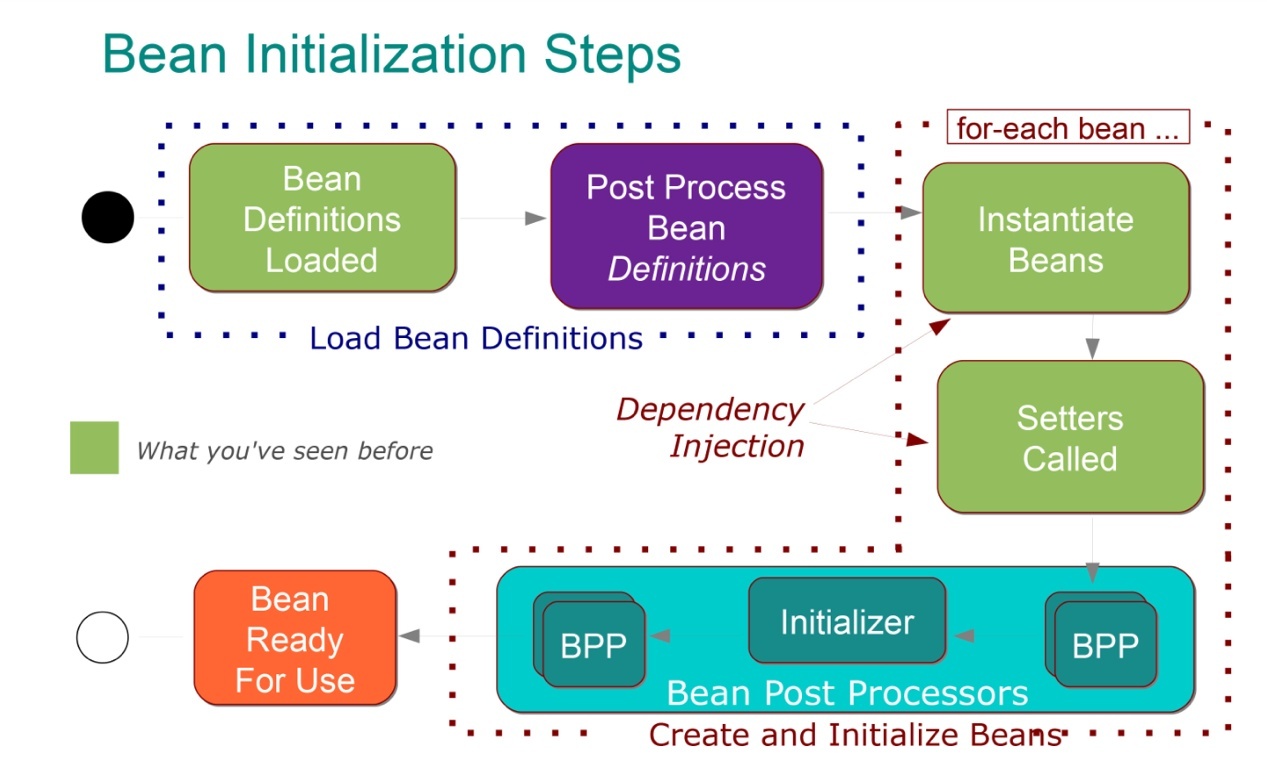 Bean Initialization Steps
for-each bean ...
Bean
Definitions
Loaded
Post Process
Bean
Definitions
Instantiate
Beans
Load Bean Definitions
Dependency
Injection
Setters
Called
What you've seen before
Bean
Ready
For Use
BPP
Initializer
BPP
Bean Post Processors
Create and Initialize Beans